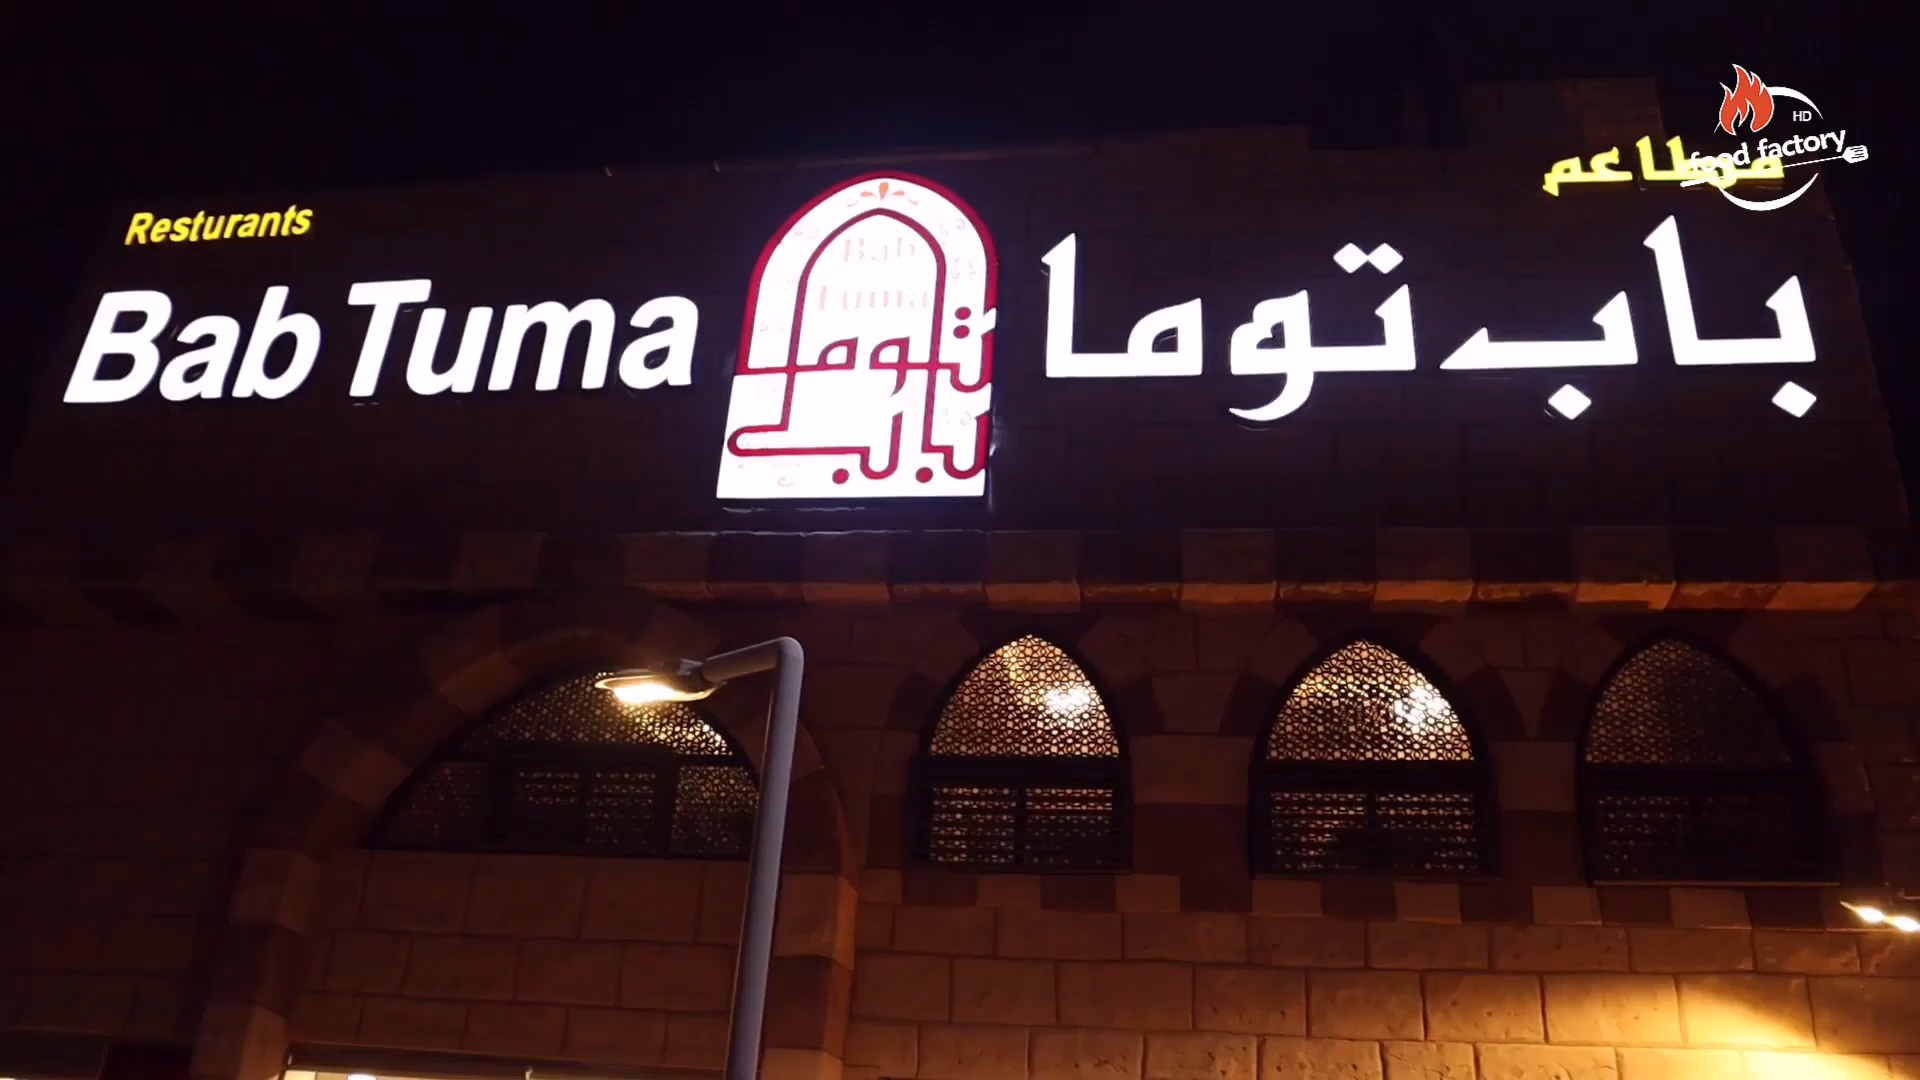 Resturants
Bab Tuma
Bab
Tuma
توما
باب
مطاعم
باب توما
HD
food factory